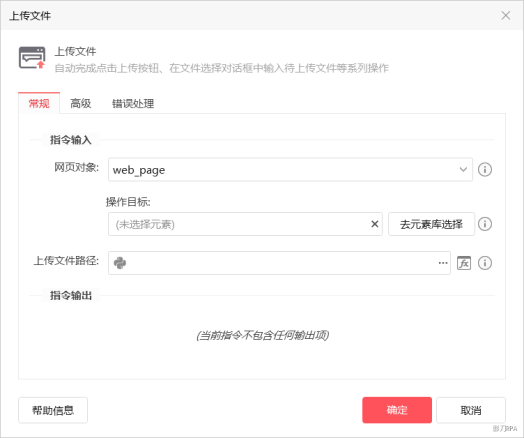 上传文件
上传文件
自动完成点击上传按钮、在文件选择对话框中输入待上传文件等系列操作
常规 高级 错误处理
指令输入
网页对象: web_page
操作目标:
(未选择元素) 去元素库选择
上传文件路径: ... fx
指令输出
(当前指令不包含任何输出项)
帮助信息 确定 取消
影刀RPA